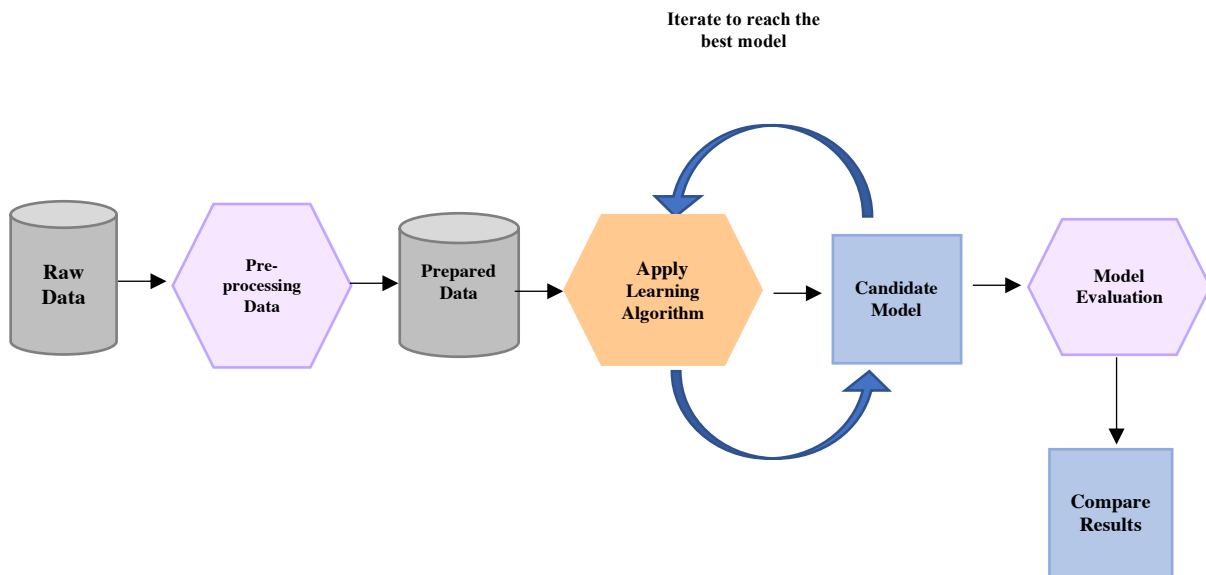 Iterate to reach the
best model
Raw
Data
Pre-
processing
Data
Prepared
Data
Apply
Learning
Algorithm
Candidate
Model
Model
Evaluation
Compare
Results